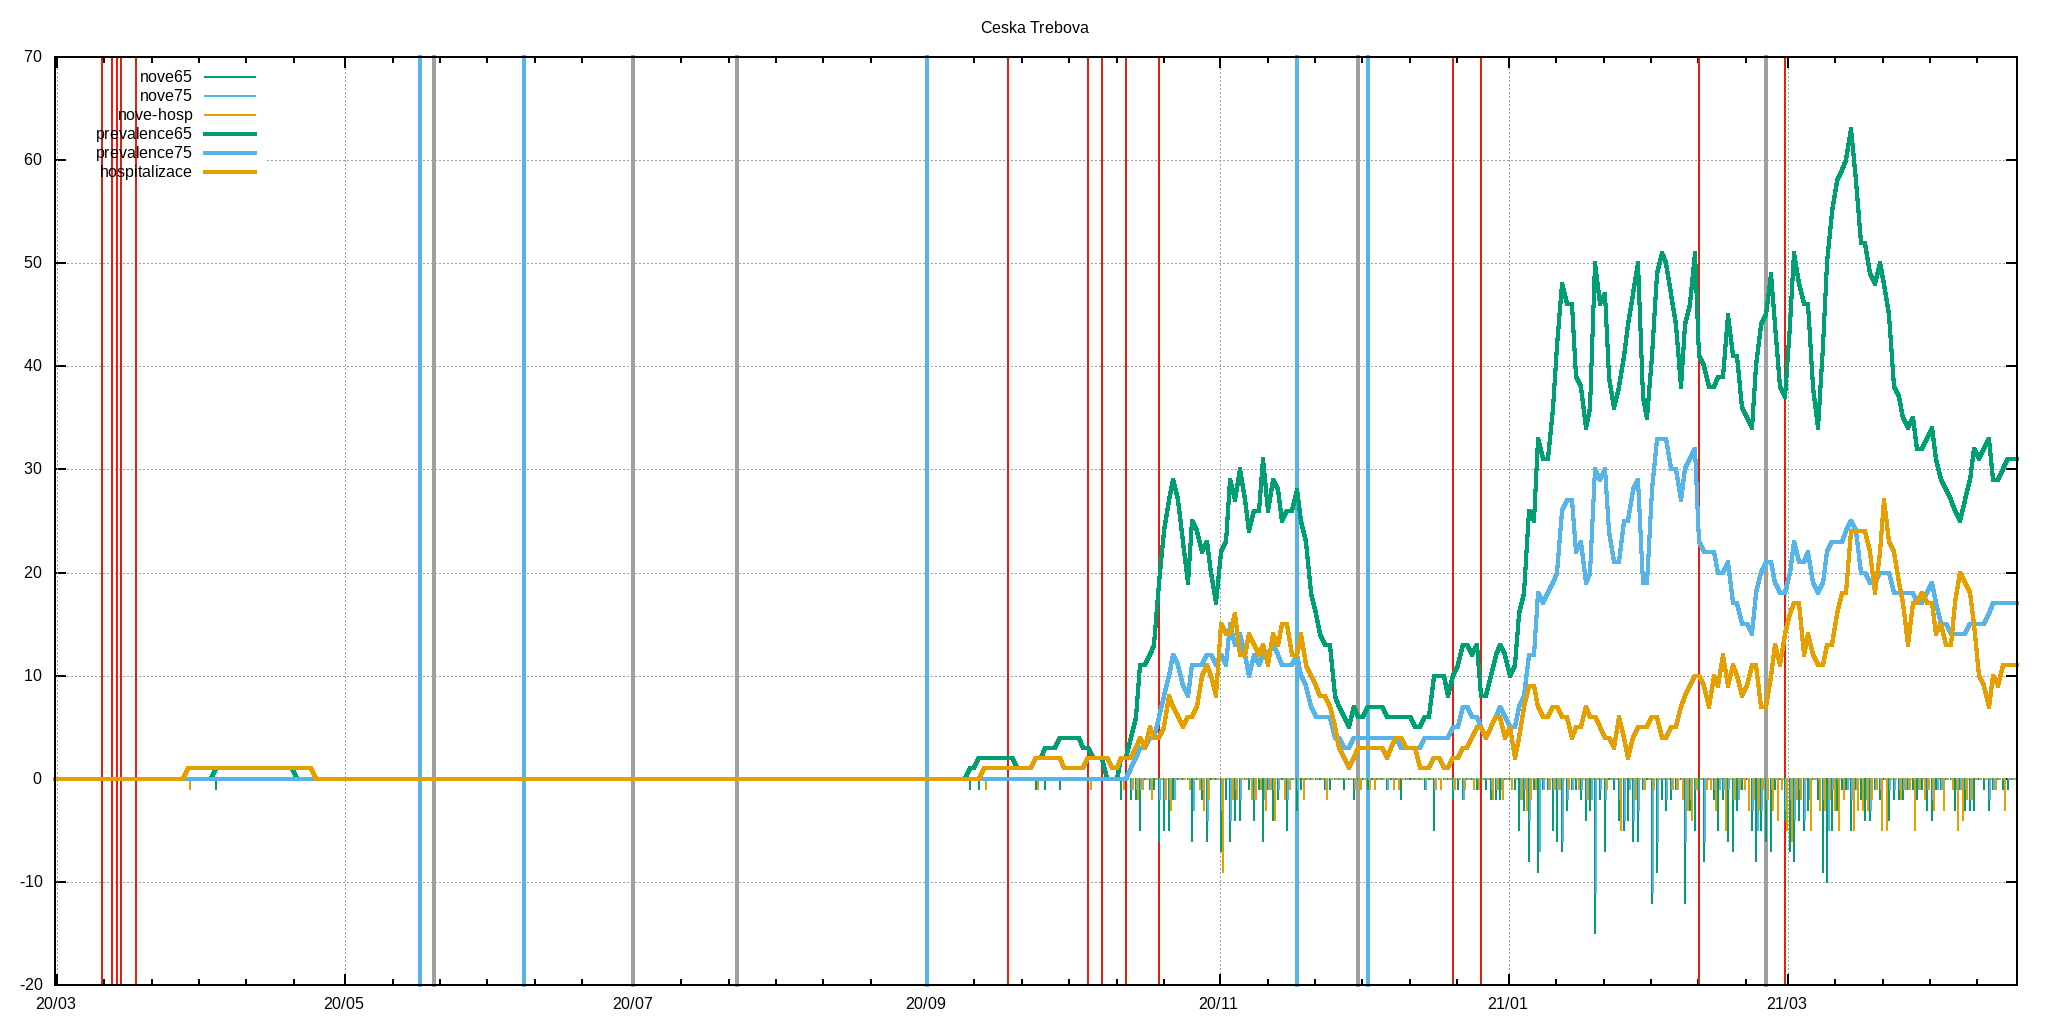 Ceska Trebova
70
60
50
40
30
20
10
0
-10
-20
nove65
nove75
nove-hosp
prevalence65
prevalence75
hospitalizace
20/03 20/05 20/07 20/09 20/11 21/01 21/03